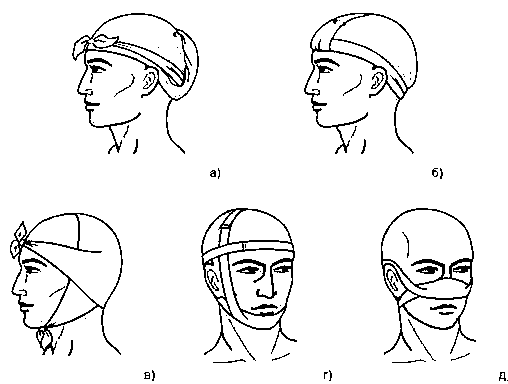 а) б)
в) г) д